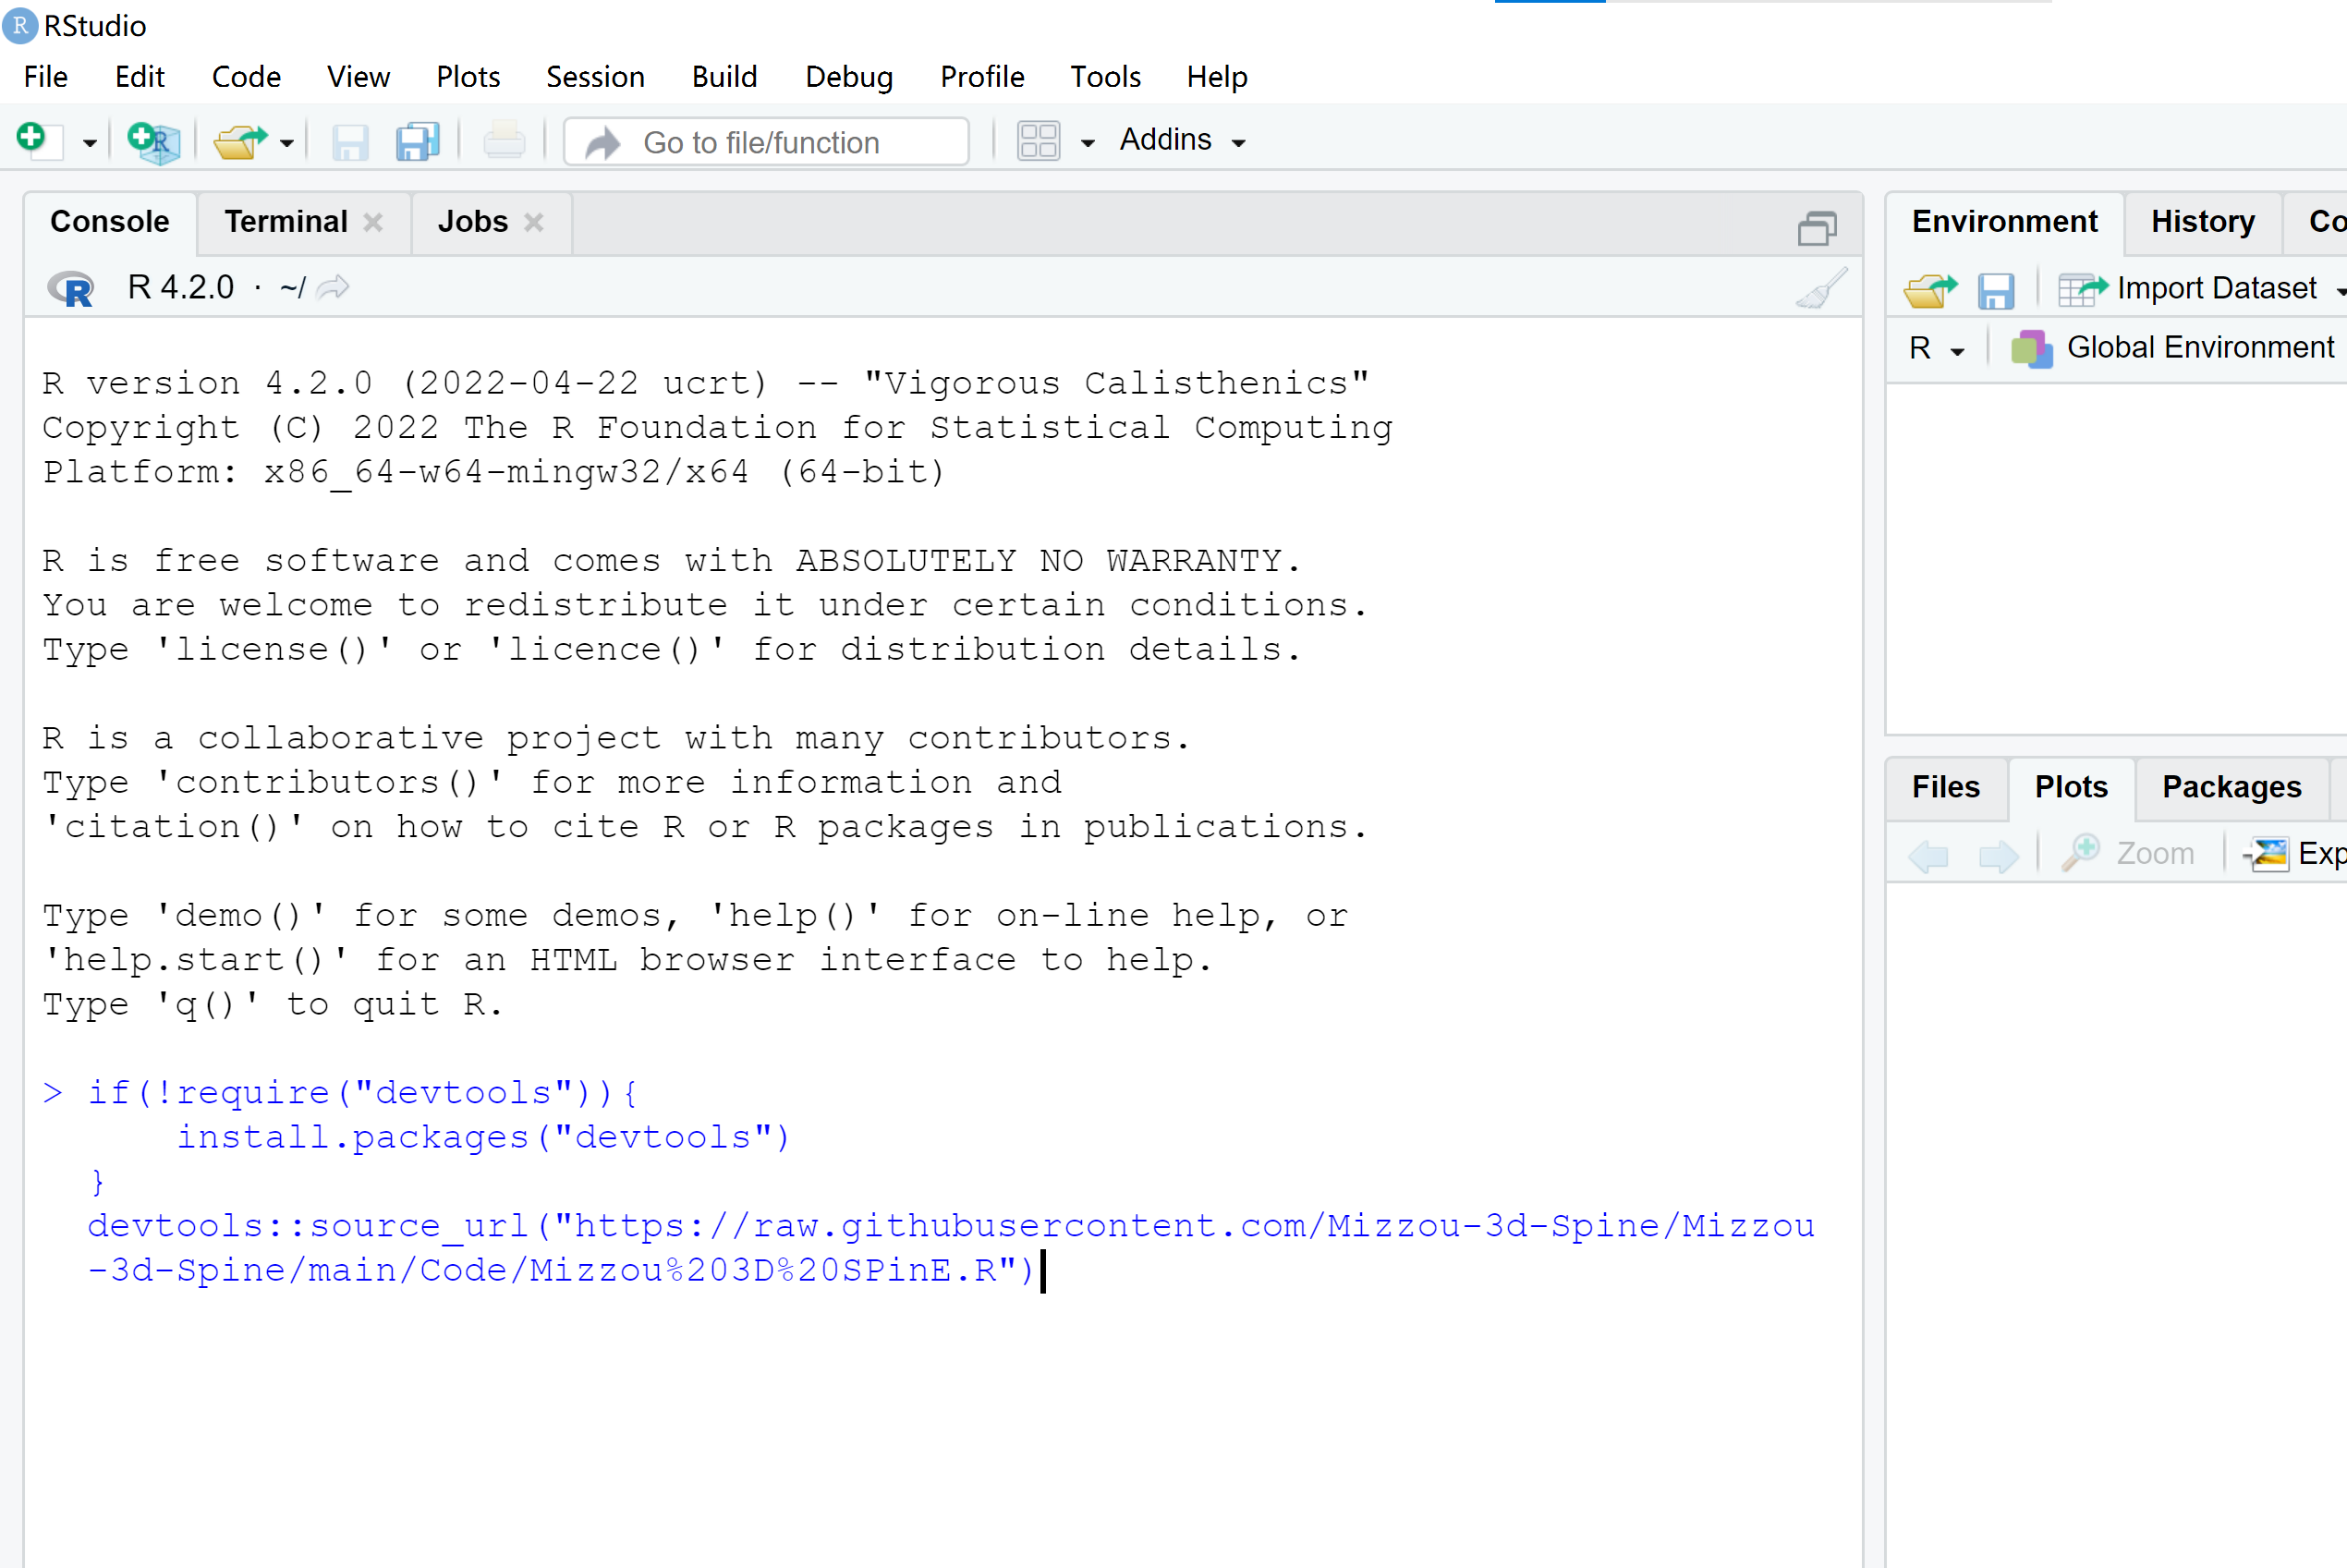 RStudio
File Edit Code View Plots Session Build Debug Profile Tools Help
Go to file/function Addins
Console Terminal Jobs
R 4.2.0 · ~/
R version 4.2.0 (2022-04-22 ucrt) -- "Vigorous Calisthenics"
Copyright (C) 2022 The R Foundation for Statistical Computing
Platform: x86_64-w64-mingw32/x64 (64-bit)
R is free software and comes with ABSOLUTELY NO WARRANTY.
You are welcome to redistribute it under certain conditions.
Type 'license()' or 'licence()' for distribution details.
R is a collaborative project with many contributors.
Type 'contributors()' for more information and
'citation()' on how to cite R or R packages in publications.
Type 'demo()' for some demos, 'help()' for on-line help, or
'help.start()' for an HTML browser interface to help.
Type 'q()' to quit R.
> if(!require("devtools")){
install.packages("devtools")
}
devtools::source_url("https://raw.githubusercontent.com/Mizzou-3d-Spine/Mizzou
-3d-Spine/main/Code/Mizzou%203D%20SPinE.R")
Environment History Co
Import Dataset
R Global Environment
Files Plots Packages
Zoom Exp